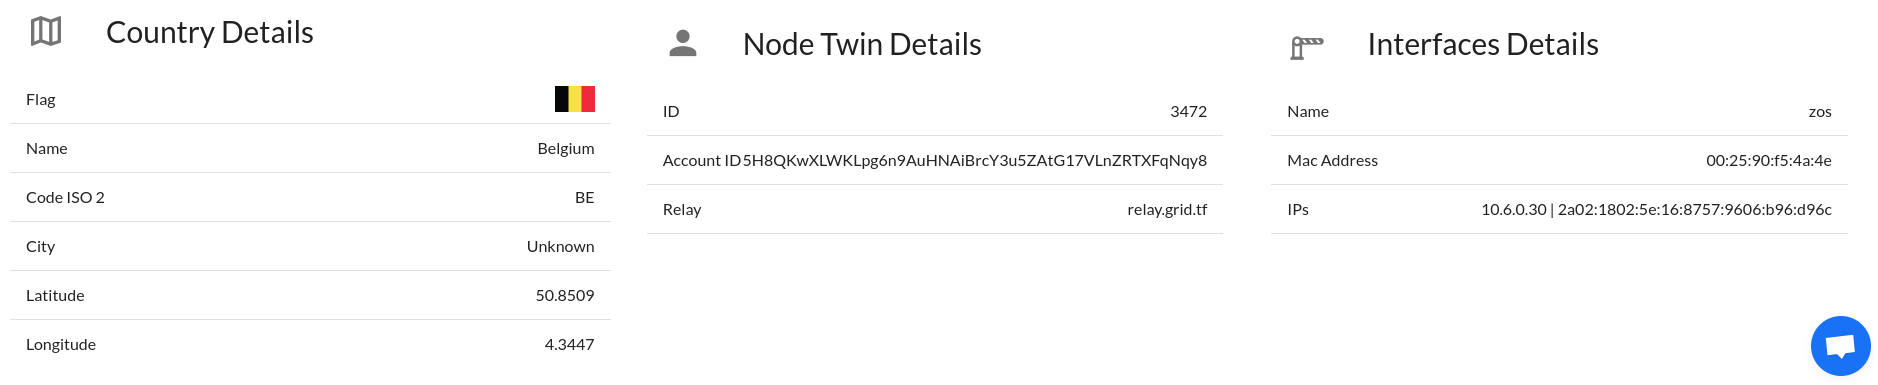 Country Details
Flag
Name Belgium
Code ISO 2 BE
City Unknown
Latitude 50.8509
Longitude 4.3447
Node Twin Details
ID 3472
Account ID 5H8QKwXLWKLpg6n9AuHNAiBrcY3u5ZAtG17VLnZRTXFqNqy8
Relay relay.grid.tf
Interfaces Details
Name zos
Mac Address 00:25:90:f5:4a:4e
IPs 10.6.0.30 | 2a02:1802:5e:16:8757:9606:b96:d96c